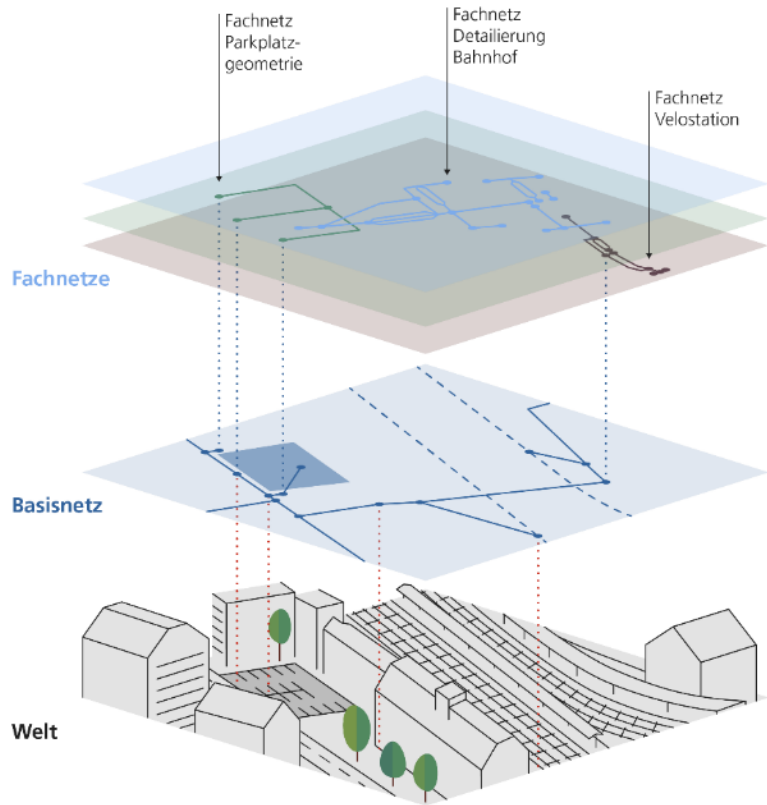 Fachnetz
Parkplatz-
geometrie
Fachnetz
Detailierung
Bahnhof
Fachnetz
Velostation
Fachnetze
Basisnetz
Welt